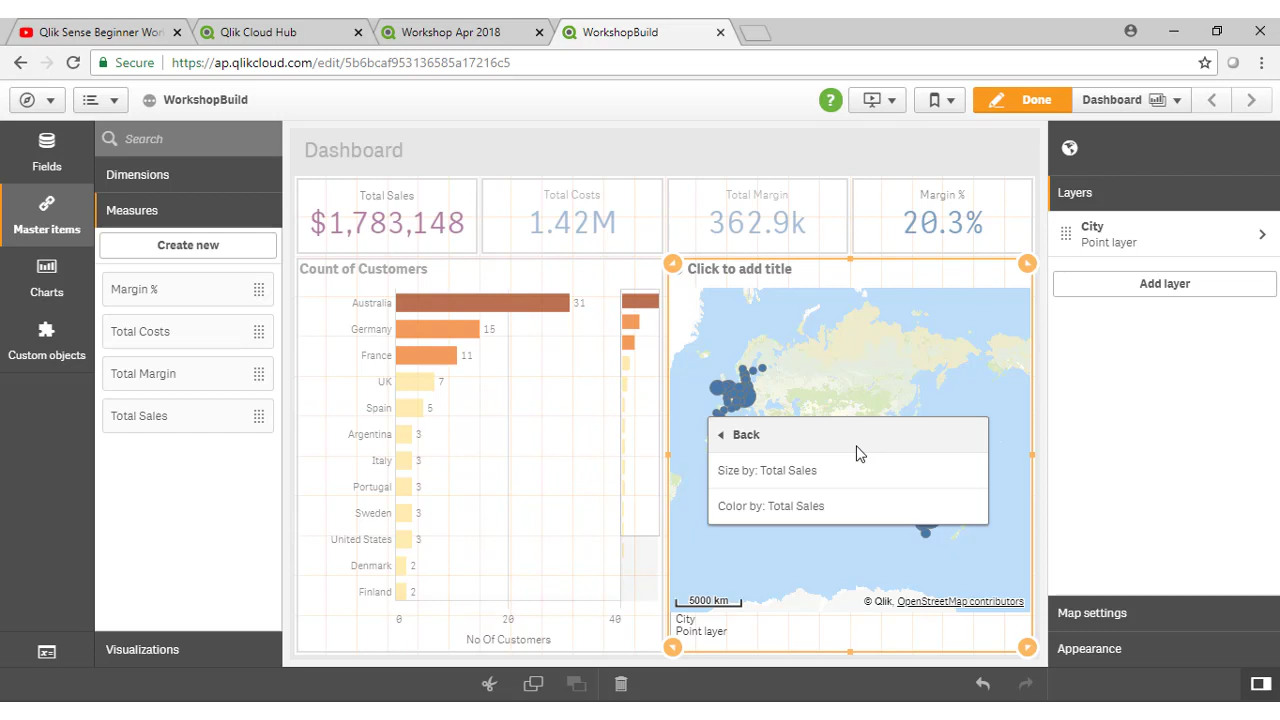 Qlik Sense Beginner Wor
Qlik Cloud Hub
Workshop Apr 2018
WorkshopBuild
Secure
https://ap.qlikcloud.com/edit/5b6bcaf953136585a17216c5
WorkshopBuild
?
Done
Dashboard
Fields
Master items
Charts
Custom objects
Search
Dimensions
Measures
Create new
Margin %
Total Costs
Total Margin
Total Sales
Visualizations
Dashboard
Total Sales
$1,783,148
Total Costs
1.42M
Total Margin
362.9k
Margin %
20.3%
Count of Customers
Australia 31
Germany 15
France 11
UK 7
Spain 5
Argentina 3
Italy 3
Portugal 3
Sweden 3
United States 3
Denmark 2
Finland 2
0 20 40
No Of Customers
Click to add title
Back
Size by: Total Sales
Color by: Total Sales
5000 km
© Qlik, OpenStreetMap contributors
City
Point layer
Layers
City
Point layer
Add layer
Map settings
Appearance